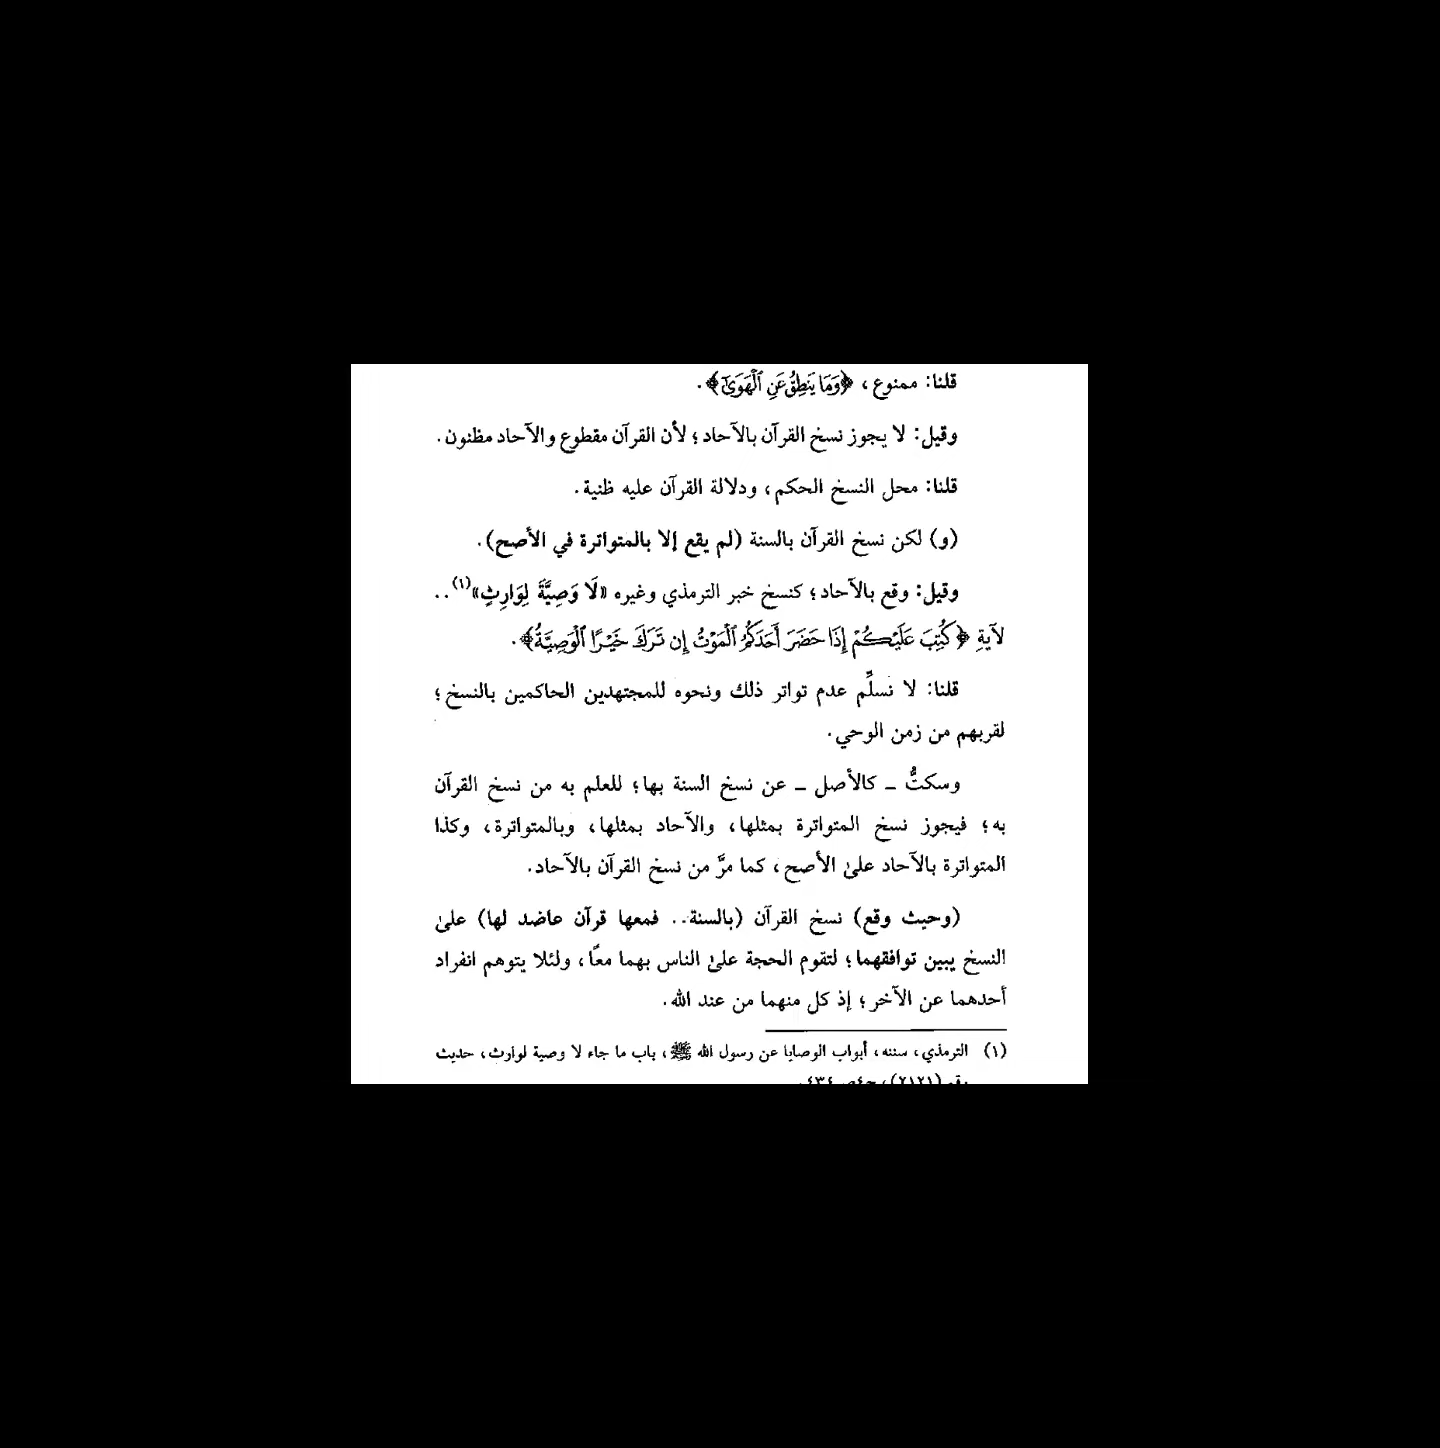 قلنا: ممنوع، ﴿وَمَا يَنطِقُ عَنِ ٱلْهَوَىٰٓ﴾.
وقيل: لا يجوز نسخ القرآن بالآحاد؛ لأن القرآن مقطوع والآحاد مظنون.
قلنا: محل النسخ الحكم، ودلالة القرآن عليه ظنية.
(و) لكن نسخ القرآن بالسنة (لم يقع إلا بالمتواترة في الأصح).
وقيل: وقع بالآحاد؛ كنسخ خبر الترمذي وغيره «لَا وَصِيَّةَ لِوَارِثٍ»(١)..
لآيةِ ﴿كُتِبَ عَلَيْكُمْ إِذَا حَضَرَ أَحَدَكُمُ ٱلْمَوْتُ إِن تَرَكَ خَيْرًا ٱلْوَصِيَّةُ﴾.
قلنا: لا نسلِّم عدم تواتر ذلك ونحوه للمجتهدين الحاكمين بالنسخ؛
لقربهم من زمن الوحي.
وسكتُّ ـ كالأصل ـ عن نسخ السنة بها؛ للعلم به من نسخ القرآن
به؛ فيجوز نسخ المتواترة بمثلها، والآحاد بمثلها، وبالمتواترة، وكذا
المتواترة بالآحاد علىٰ الأصح، كما مرَّ من نسخ القرآن بالآحاد.
(وحيث وقع) نسخ القرآن (بالسنة.. فمعها قرآن عاضد لها) علىٰ
النسخ يبين توافقهما؛ لتقوم الحجة علىٰ الناس بهما معًا، ولئلا يتوهم انفراد
أحدهما عن الآخر؛ إذ كل منهما من عند الله.
(١) الترمذي، سننه، أبواب الوصايا عن رسول الله ﷺ، باب ما جاء لا وصية لوارث، حديث
رقم (٢١٢١)، ج٤ص ٤٣٤.